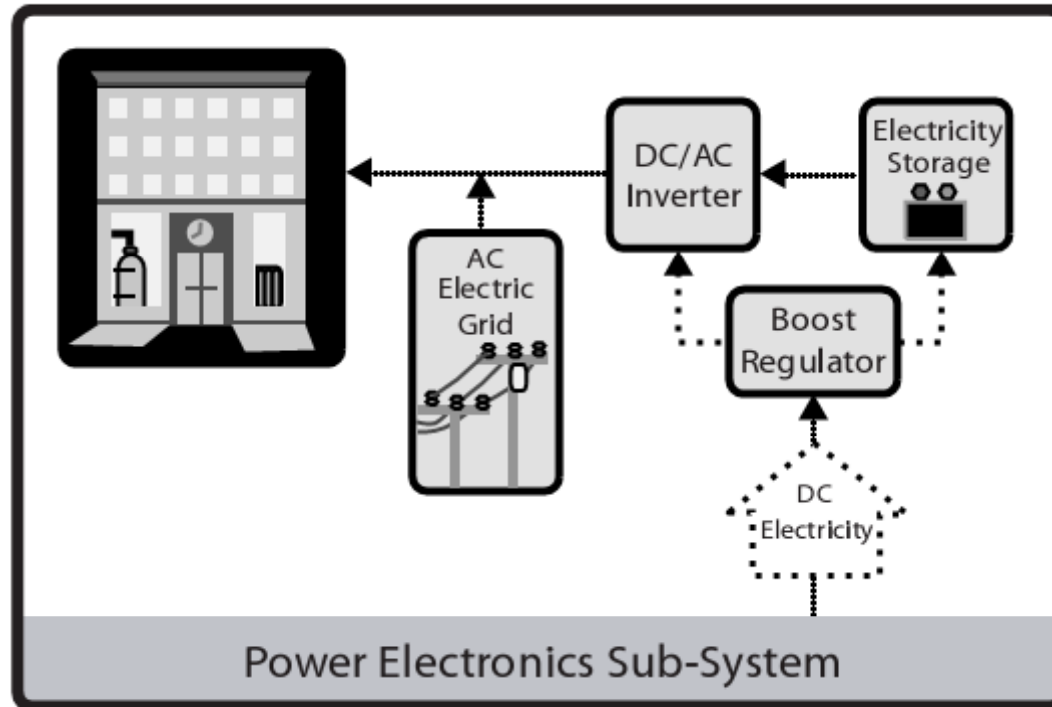 DC/AC
Inverter
Electricity
Storage
AC
Electric
Grid
Boost
Regulator
DC
Electricity
Power Electronics Sub-System